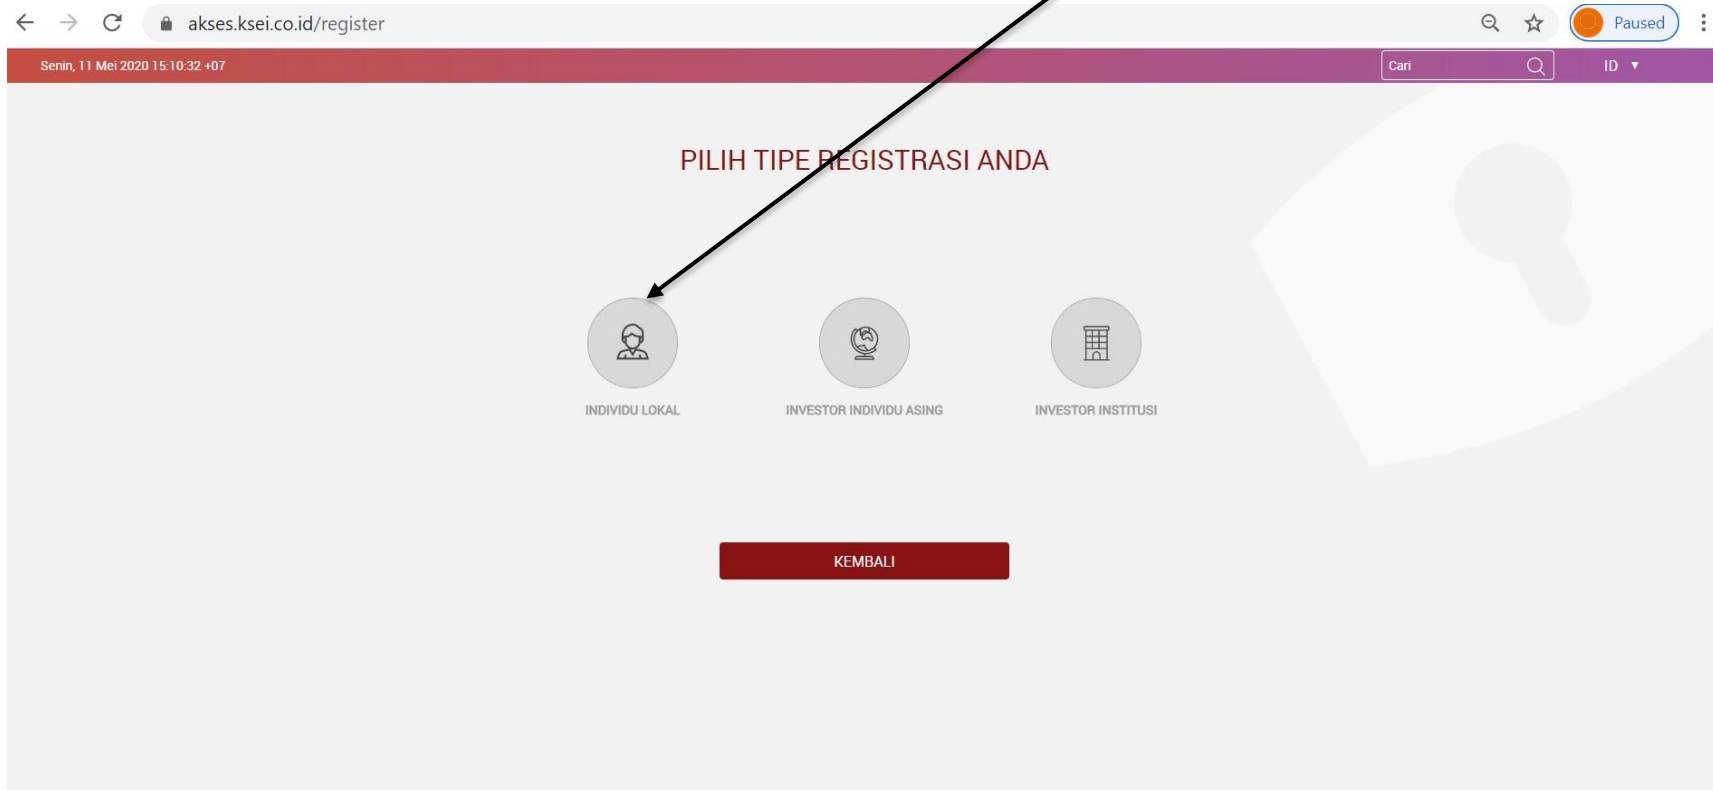 akses.ksei.co.id/register
Paused
Senin, 11 Mei 2020 15:10:32 +07
Cari
ID
PILIH TIPE REGISTRASI ANDA
INDIVIDU LOKAL
INVESTOR INDIVIDU ASING
INVESTOR INSTITUSI
KEMBALI